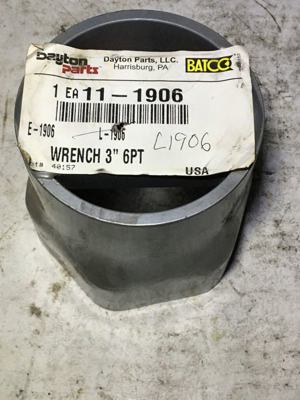 Dayton Parts Dayton Parts, LLC. BATCO
Harrisburg, PA
1 EA 11-1906
E-1906 L-1906 L1906
WRENCH 3" 6PT
40157 USA